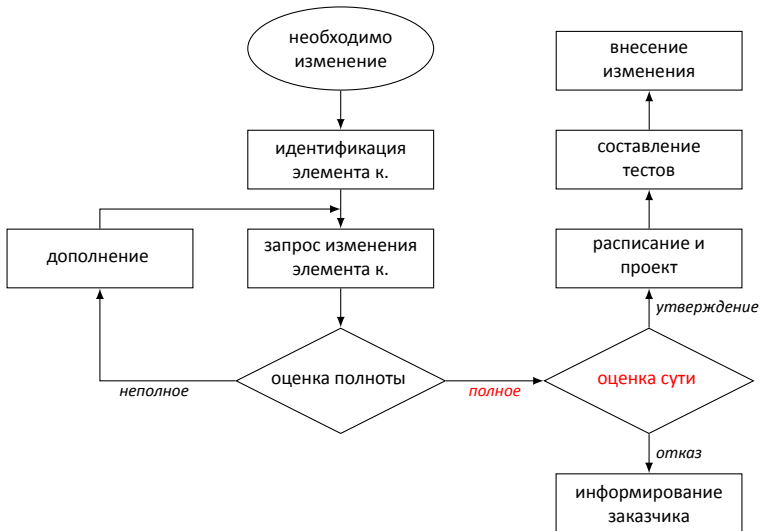 необходимо
изменение
идентификация
элемента к.
дополнение
запрос изменения
элемента к.
оценка полноты
неполное
полное
внесение
изменения
составление
тестов
расписание и
проект
утверждение
оценка сути
отказ
информирование
заказчика